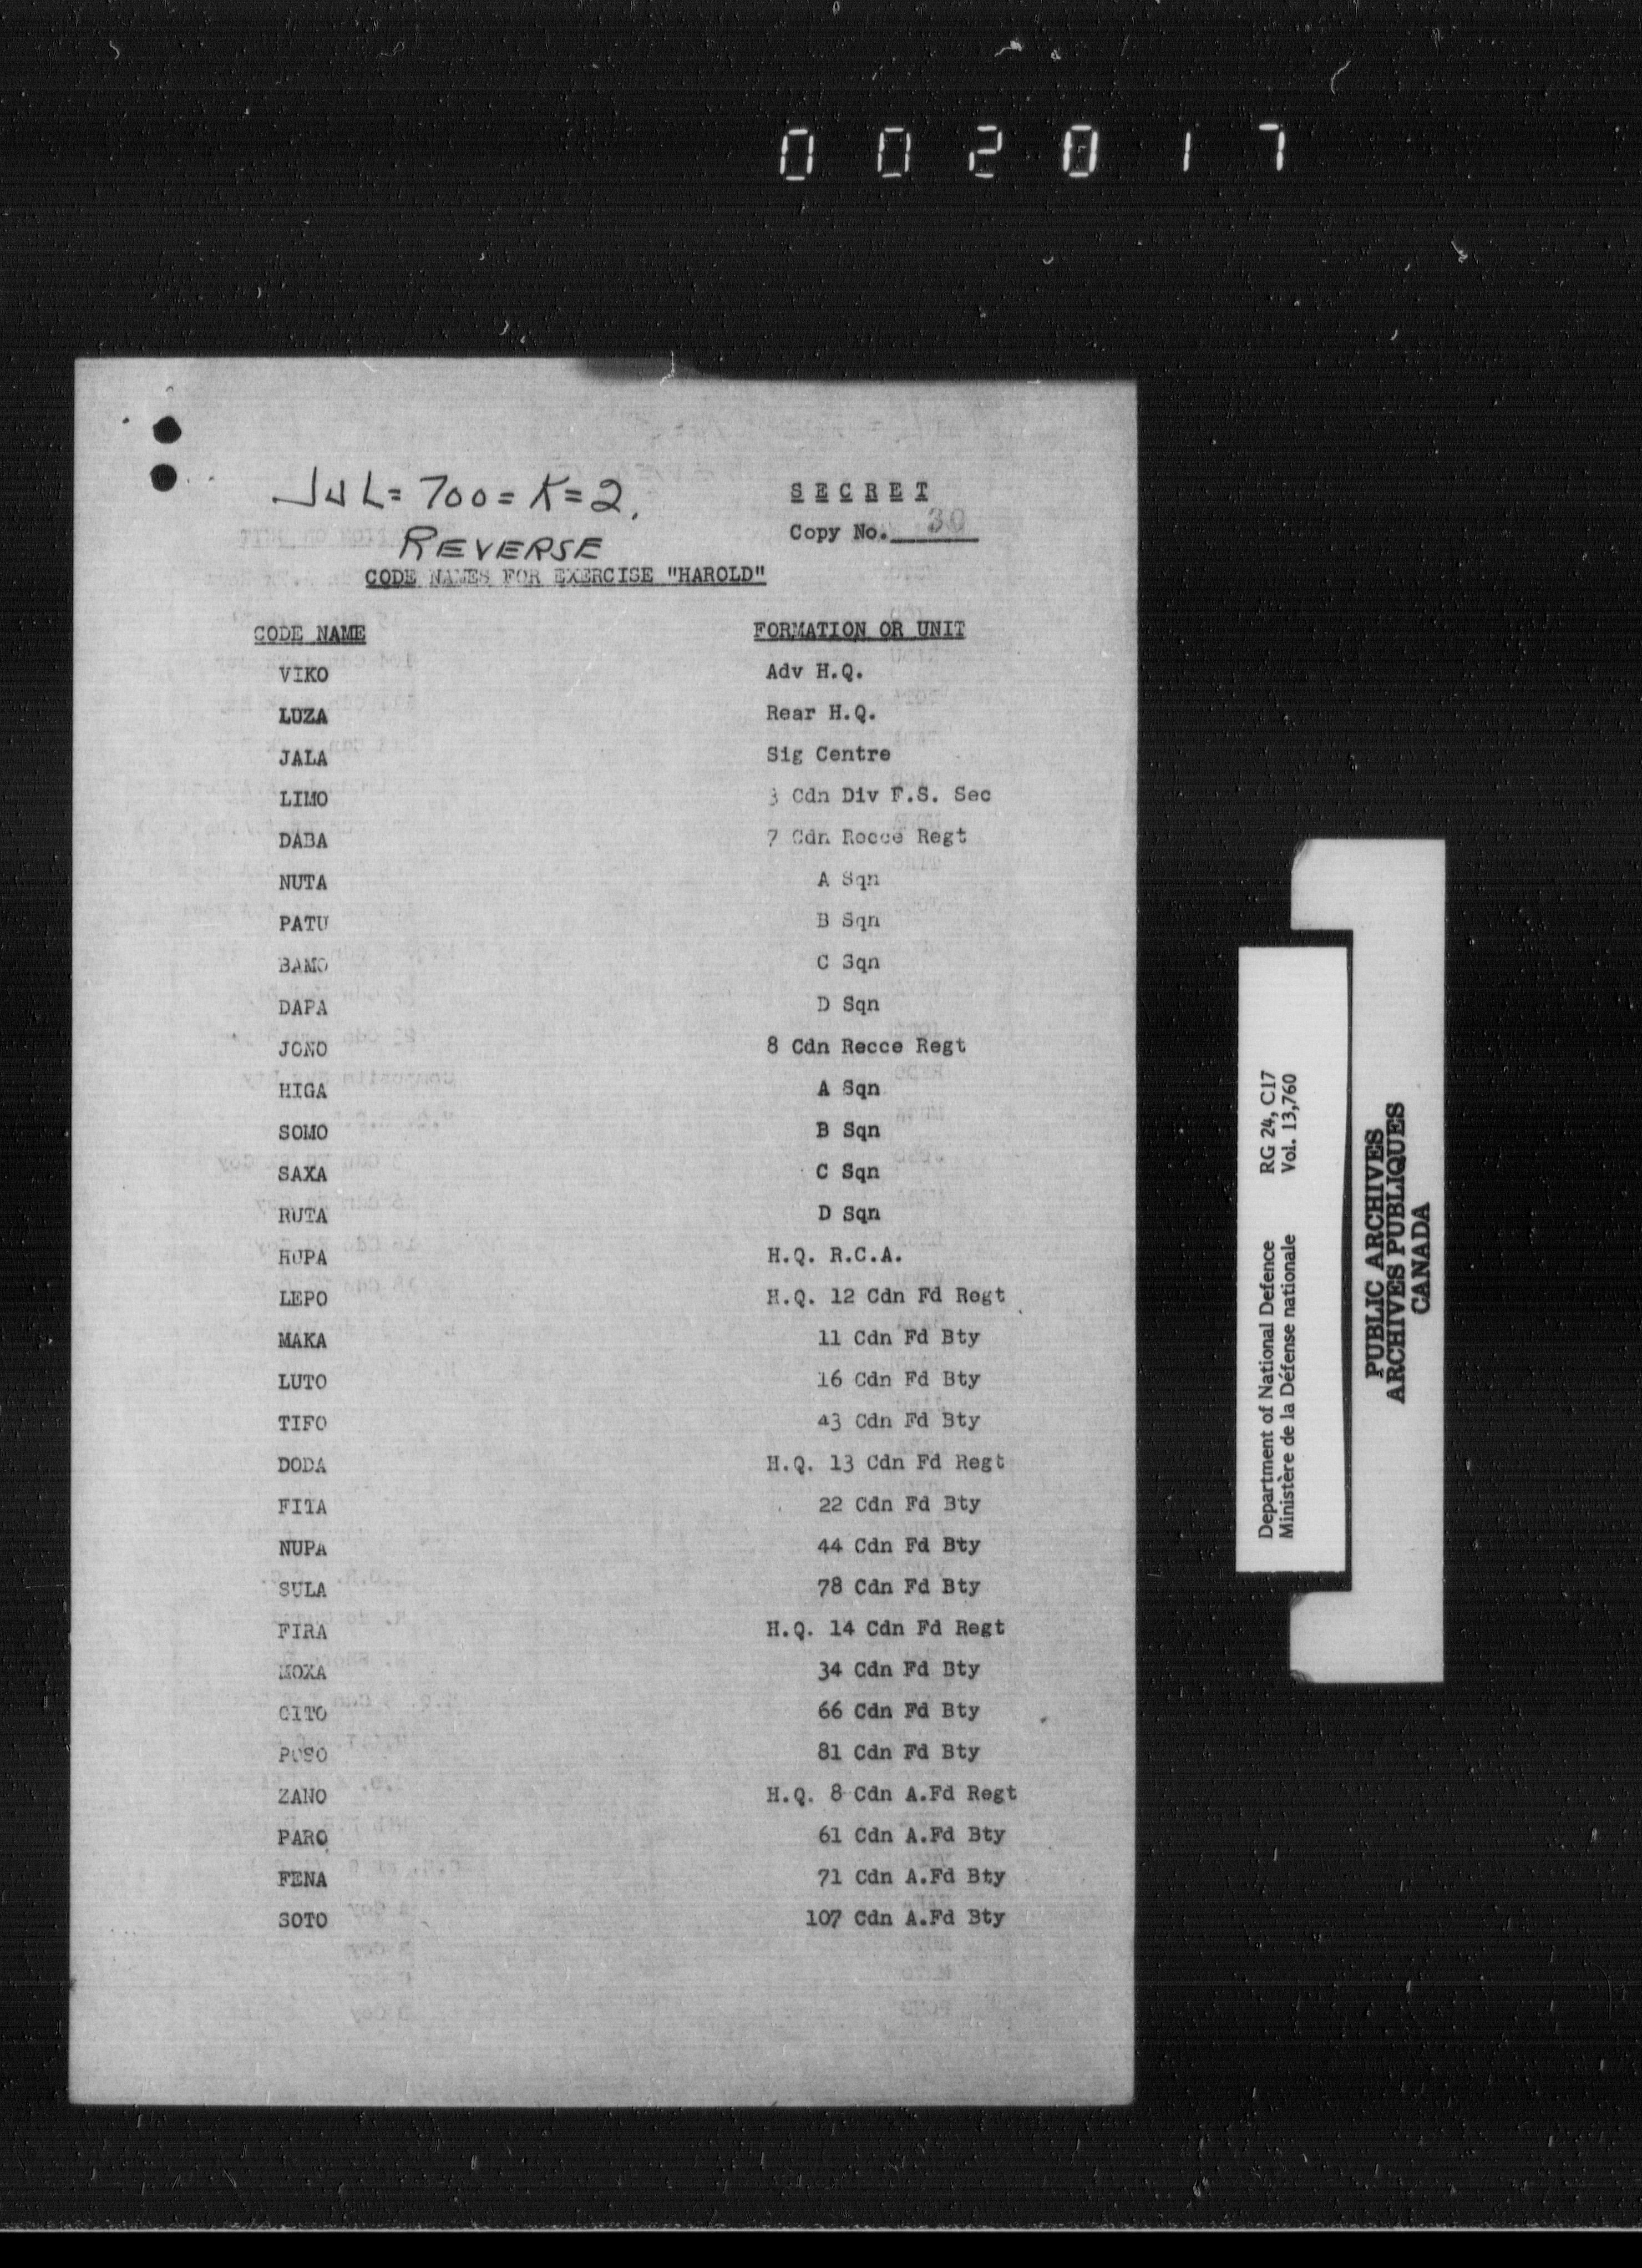 002017
JUL = 700 = K = 2.
REVERSE
SECRET
Copy No. 30
CODE NAMES FOR EXERCISE "HAROLD"
CODE NAME FORMATION OR UNIT
VIKO Adv H.Q.
LUZA Rear H.Q.
JALA Sig Centre
LIMO 3 Cdn Div F.S. Sec
DABA 7 Cdn Recce Regt
NUTA A Sqn
PATU B Sqn
BAMO C Sqn
DAPA D Sqn
JONO 8 Cdn Recce Regt
HIGA A Sqn
SOMO B Sqn
SAXA C Sqn
RUTA D Sqn
HUPA H.Q. R.C.A.
LEPO H.Q. 12 Cdn Fd Regt
MAKA 11 Cdn Fd Bty
LUTO 16 Cdn Fd Bty
TIFO 43 Cdn Fd Bty
DODA H.Q. 13 Cdn Fd Regt
FITA 22 Cdn Fd Bty
NUPA 44 Cdn Fd Bty
SULA 78 Cdn Fd Bty
FIRA H.Q. 14 Cdn Fd Regt
MOXA 34 Cdn Fd Bty
CITO 66 Cdn Fd Bty
POSO 81 Cdn Fd Bty
ZANO H.Q. 8 Cdn A.Fd Regt
PARO 61 Cdn A.Fd Bty
FENA 71 Cdn A.Fd Bty
SOTO 107 Cdn A.Fd Bty
Department of National Defence RG 24, C17
Ministère de la Défense nationale Vol. 13,760
PUBLIC ARCHIVES
ARCHIVES PUBLIQUES
CANADA